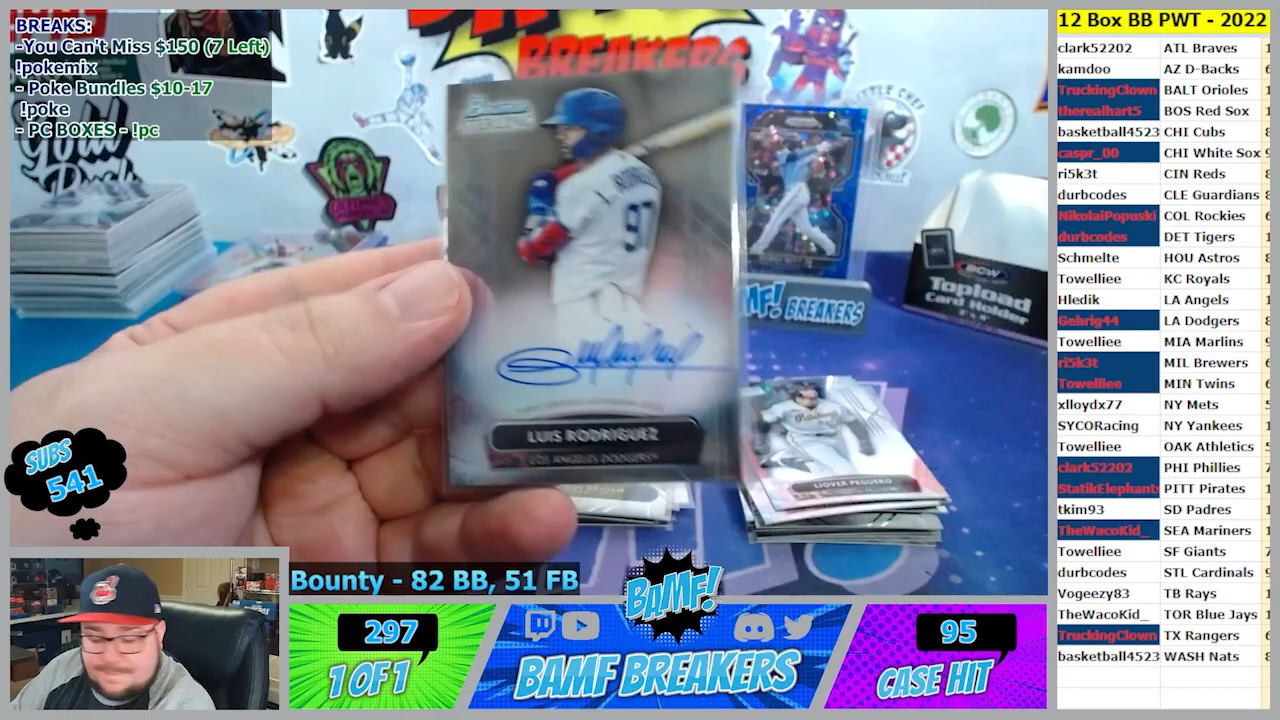 BREAKS:
-You Can't Miss $150 (7 Left)
!pokemix
- Poke Bundles $10-17
!poke
- PC BOXES - !pc
BREAKERS
Bowman
97
LUIS RODRIGUEZ
LOS ANGELES DODGERS
MF! BREAKERS
BCW
Topload
Card Holder
Pittsburgh
LIOVER PEGUERO
SUBS
541
Bounty - 82 BB, 51 FB
BAMF!
297
1 OF 1
BAMF BREAKERS
95
CASE HIT
12 Box BB PWT - 2022
clark52202 ATL Braves
kamdoo AZ D-Backs
TruckingClown BALT Orioles
therealhart5 BOS Red Sox
basketball4523 CHI Cubs
caspr_00 CHI White Sox
ri5k3t CIN Reds
durbcodes CLE Guardians
NikolaiPopuski COL Rockies
durbcodes DET Tigers
Schmelte HOU Astros
Towelliee KC Royals
Hledik LA Angels
Gehrig44 LA Dodgers
Towelliee MIA Marlins
ri5k3t MIL Brewers
Towelliee MIN Twins
xlloydx77 NY Mets
SYCORacing NY Yankees
Towelliee OAK Athletics
clark52202 PHI Phillies
StatikElephants PITT Pirates
tkim93 SD Padres
TheWacoKid_ SEA Mariners
Towelliee SF Giants
durbcodes STL Cardinals
Vogeezy83 TB Rays
TheWacoKid_ TOR Blue Jays
TruckingClown TX Rangers
basketball4523 WASH Nats